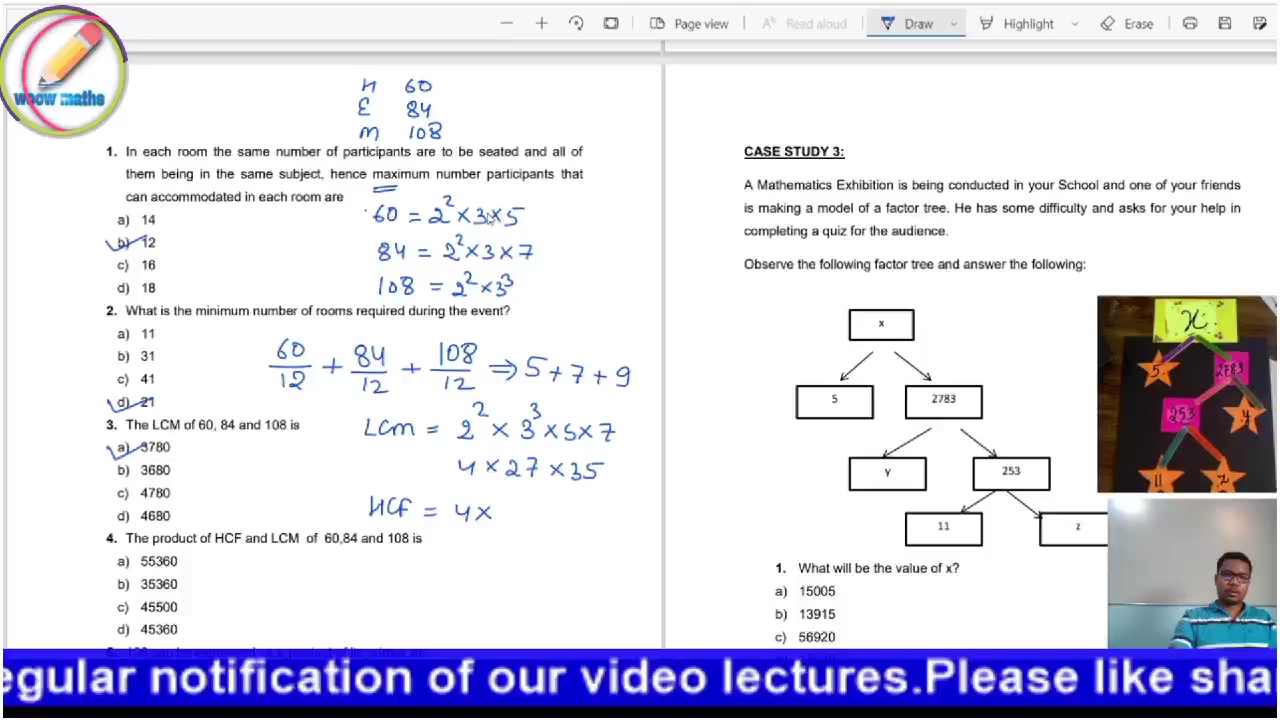 Page view
Read aloud
Draw
Highlight
Erase
woow maths
H 60
E 84
M 108
1. In each room the same number of participants are to be seated and all of
them being in the same subject, hence maximum number participants that
can accommodated in each room are
a) 14
b) 12
c) 16
d) 18
60 = 2² × 3 × 5
84 = 2² × 3 × 7
108 = 2² × 3³
2. What is the minimum number of rooms required during the event?
a) 11
b) 31
c) 41
d) 21
60/12 + 84/12 + 108/12 ⇒ 5 + 7 + 9
3. The LCM of 60, 84 and 108 is
a) 3780
b) 3680
c) 4780
d) 4680
LCM = 2² × 3³ × 5 × 7
4 × 27 × 35
HCF = 4 ×
4. The product of HCF and LCM of 60,84 and 108 is
a) 55360
b) 35360
c) 45500
d) 45360
CASE STUDY 3:
A Mathematics Exhibition is being conducted in your School and one of your friends
is making a model of a factor tree. He has some difficulty and asks for your help in
completing a quiz for the audience.
Observe the following factor tree and answer the following:
x
5 2783
y 253
11 z
x
5 2783
253 y
11 z
1. What will be the value of x?
a) 15005
b) 13915
c) 56920
egular notification of our video lectures.Please like sha